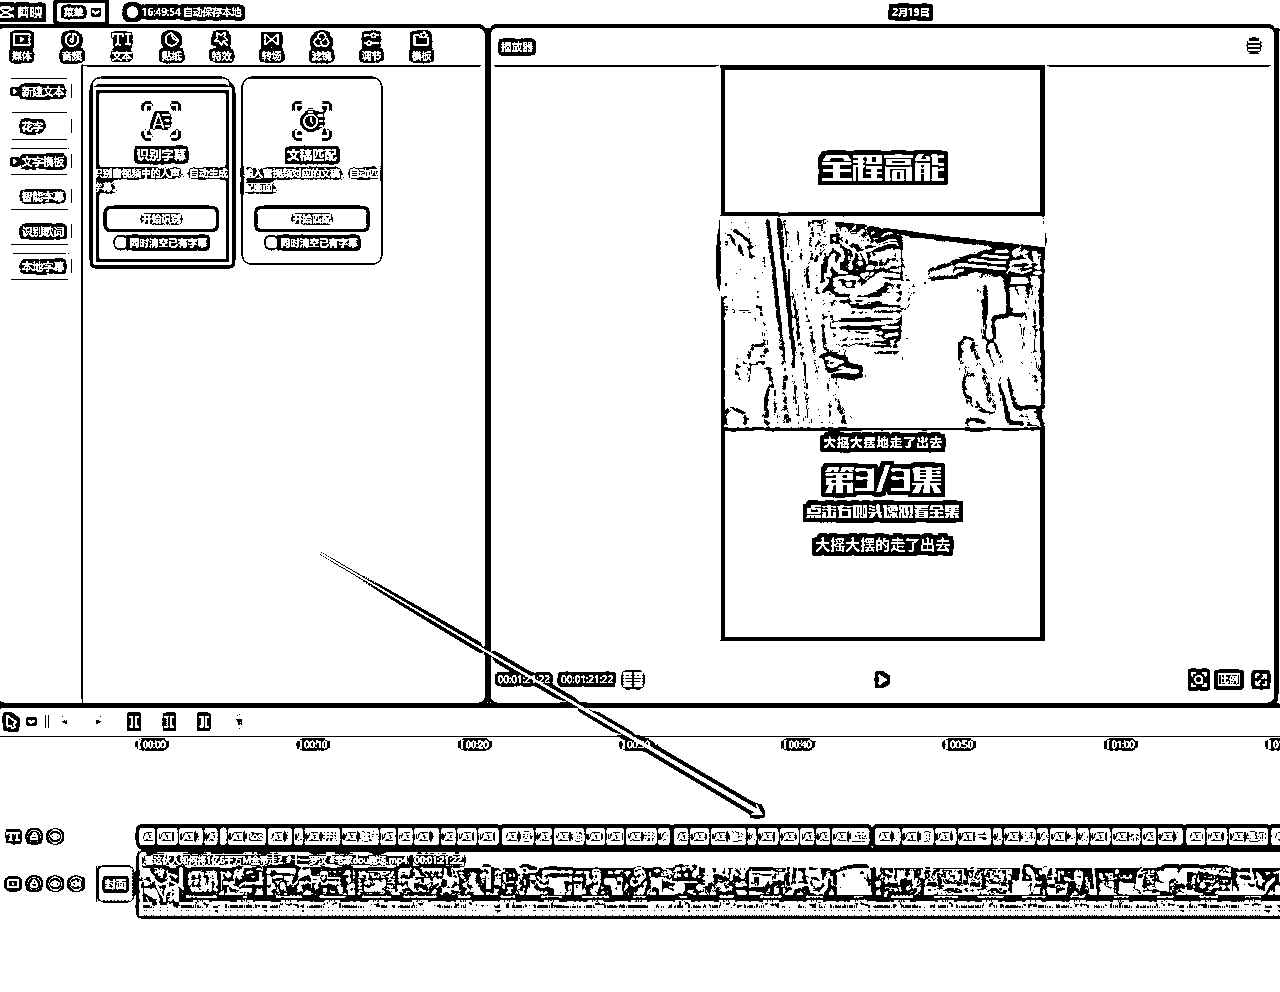 剪映 菜单 16:49:54 自动保存本地 2月19日
媒体 音频 文本 贴纸 特效 转场 滤镜 调节 模板
播放器
新建文本
花字
文字模板
智能字幕
识别歌词
本地字幕
识别字幕
识别音视频中的人声，自动生成
字幕
开始识别
同时清空已有字幕
文稿匹配
输入音视频对应的文稿，自动匹
配画面
开始匹配
同时清空已有字幕
全程高能
大摇大摆地走了出去
第3/3集
点击右侧头像观看全集
大摇大摆的走了出去
00:01:21:22 00:01:21:22
比例
00:00 00:10 00:20 00:30 00:40 00:50 01:00
封面
00:01:21:22